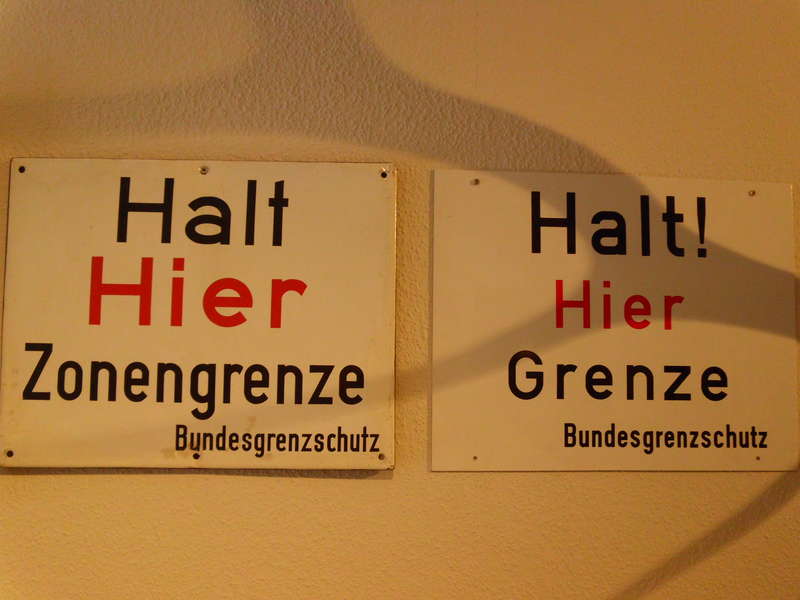 Halt
Hier
Zonengrenze
Bundesgrenzschutz
Halt!
Hier
Grenze
Bundesgrenzschutz